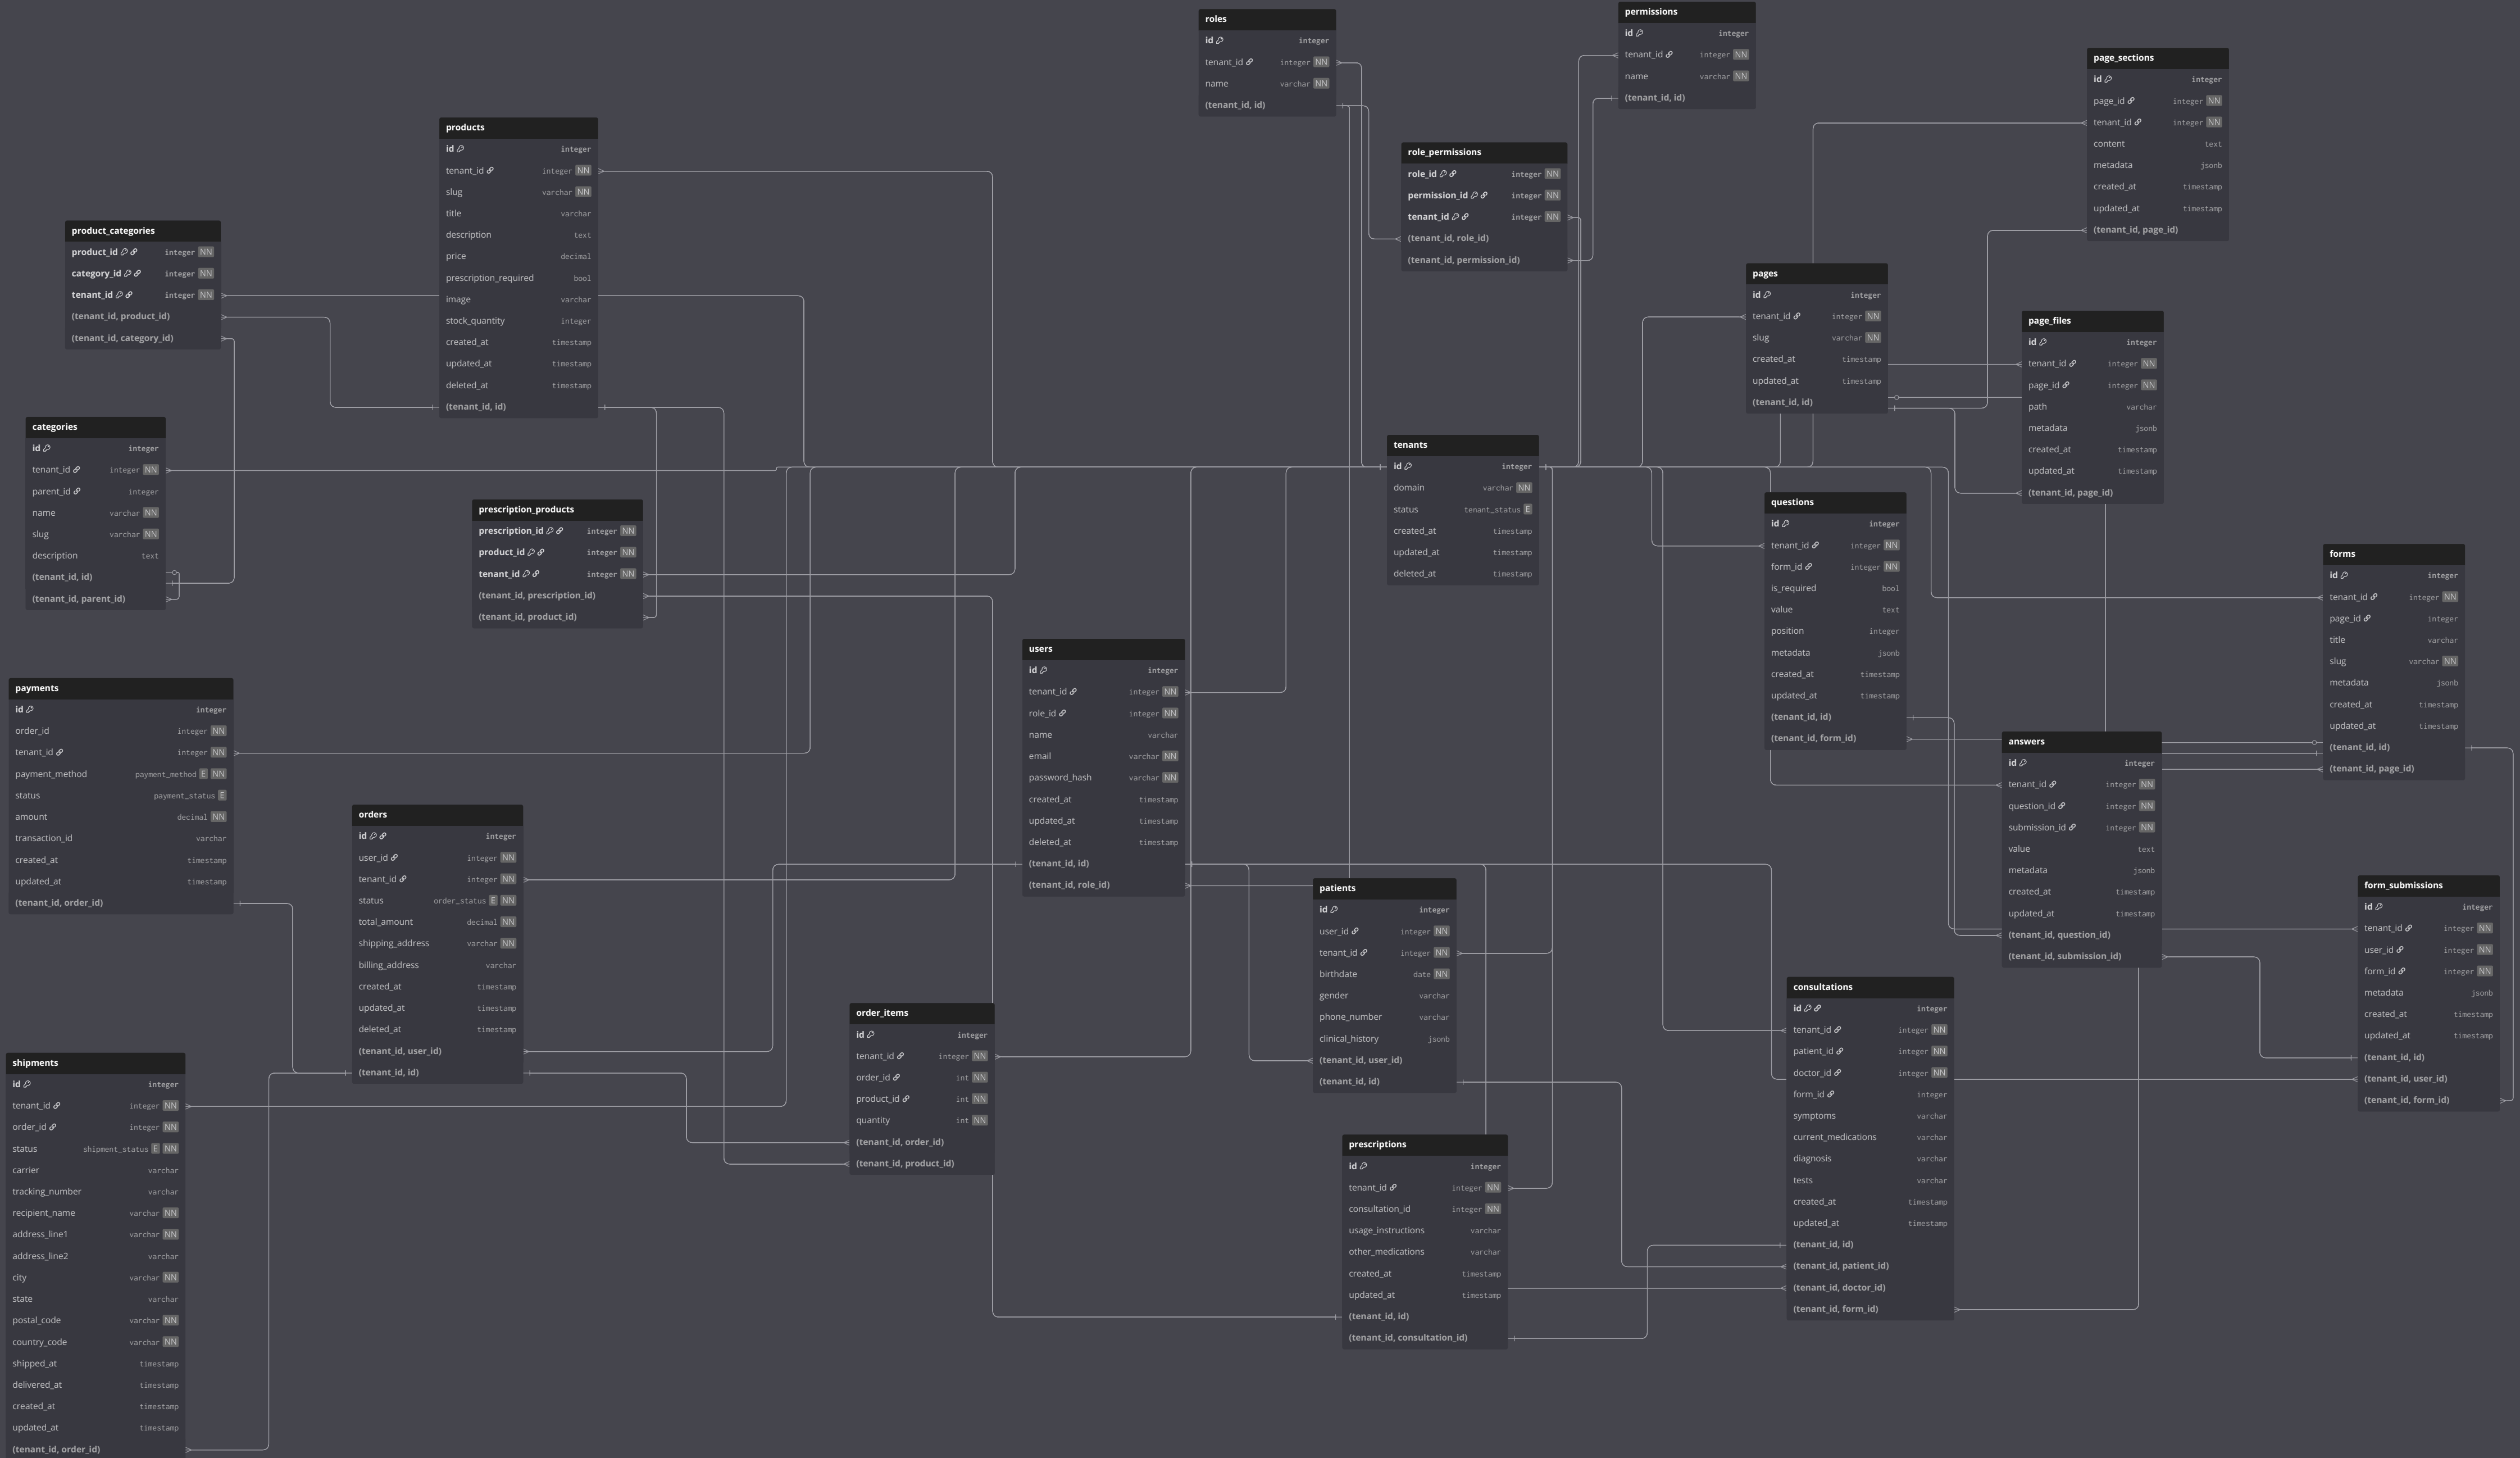 roles
id integer
tenant_id integer NN
name varchar NN
(tenant_id, id)
permissions
id integer
tenant_id integer NN
name varchar NN
(tenant_id, id)
page_sections
id integer
page_id integer NN
tenant_id integer NN
content text
metadata jsonb
created_at timestamp
updated_at timestamp
(tenant_id, page_id)
products
id integer
tenant_id integer NN
slug varchar NN
title varchar
description text
price decimal
prescription_required bool
image varchar
stock_quantity integer
created_at timestamp
updated_at timestamp
deleted_at timestamp
(tenant_id, id)
role_permissions
role_id integer NN
permission_id integer NN
tenant_id integer NN
(tenant_id, role_id)
(tenant_id, permission_id)
product_categories
product_id integer NN
category_id integer NN
tenant_id integer NN
(tenant_id, product_id)
(tenant_id, category_id)
pages
id integer
tenant_id integer NN
slug varchar NN
created_at timestamp
updated_at timestamp
(tenant_id, id)
page_files
id integer
tenant_id integer NN
page_id integer NN
path varchar
metadata jsonb
created_at timestamp
updated_at timestamp
(tenant_id, page_id)
categories
id integer
tenant_id integer NN
parent_id integer
name varchar NN
slug varchar NN
description text
(tenant_id, id)
(tenant_id, parent_id)
tenants
id integer
domain varchar NN
status tenant_status E
created_at timestamp
updated_at timestamp
deleted_at timestamp
prescription_products
prescription_id integer NN
product_id integer NN
tenant_id integer NN
(tenant_id, prescription_id)
(tenant_id, product_id)
questions
id integer
tenant_id integer NN
form_id integer NN
is_required bool
value text
position integer
metadata jsonb
created_at timestamp
updated_at timestamp
(tenant_id, id)
(tenant_id, form_id)
forms
id integer
tenant_id integer NN
page_id integer
title varchar
slug varchar NN
metadata jsonb
created_at timestamp
updated_at timestamp
(tenant_id, id)
(tenant_id, page_id)
users
id integer
tenant_id integer NN
role_id integer NN
name varchar
email varchar NN
password_hash varchar NN
created_at timestamp
updated_at timestamp
deleted_at timestamp
(tenant_id, id)
(tenant_id, role_id)
payments
id integer
order_id integer NN
tenant_id integer NN
payment_method payment_method E NN
status payment_status E
amount decimal NN
transaction_id varchar
created_at timestamp
updated_at timestamp
(tenant_id, order_id)
answers
id integer
tenant_id integer NN
question_id integer NN
submission_id integer NN
value text
metadata jsonb
created_at timestamp
updated_at timestamp
(tenant_id, question_id)
(tenant_id, submission_id)
orders
id integer
user_id integer NN
tenant_id integer NN
status order_status E NN
total_amount decimal NN
shipping_address varchar NN
billing_address varchar
created_at timestamp
updated_at timestamp
deleted_at timestamp
(tenant_id, user_id)
(tenant_id, id)
form_submissions
id integer
tenant_id integer NN
user_id integer NN
form_id integer NN
metadata jsonb
created_at timestamp
updated_at timestamp
(tenant_id, id)
(tenant_id, user_id)
(tenant_id, form_id)
patients
id integer
user_id integer NN
tenant_id integer NN
birthdate date NN
gender varchar
phone_number varchar
clinical_history jsonb
(tenant_id, user_id)
(tenant_id, id)
consultations
id integer
tenant_id integer NN
patient_id integer NN
doctor_id integer NN
form_id integer
symptoms varchar
current_medications varchar
diagnosis varchar
tests varchar
created_at timestamp
updated_at timestamp
(tenant_id, id)
(tenant_id, patient_id)
(tenant_id, doctor_id)
(tenant_id, form_id)
order_items
id integer
tenant_id integer NN
order_id int NN
product_id int NN
quantity int NN
(tenant_id, order_id)
(tenant_id, product_id)
shipments
id integer
tenant_id integer NN
order_id integer NN
status shipment_status E NN
carrier varchar
tracking_number varchar
recipient_name varchar NN
address_line1 varchar NN
address_line2 varchar
city varchar NN
state varchar
postal_code varchar NN
country_code varchar NN
shipped_at timestamp
delivered_at timestamp
created_at timestamp
updated_at timestamp
(tenant_id, order_id)
prescriptions
id integer
tenant_id integer NN
consultation_id integer NN
usage_instructions varchar
other_medications varchar
created_at timestamp
updated_at timestamp
(tenant_id, id)
(tenant_id, consultation_id)